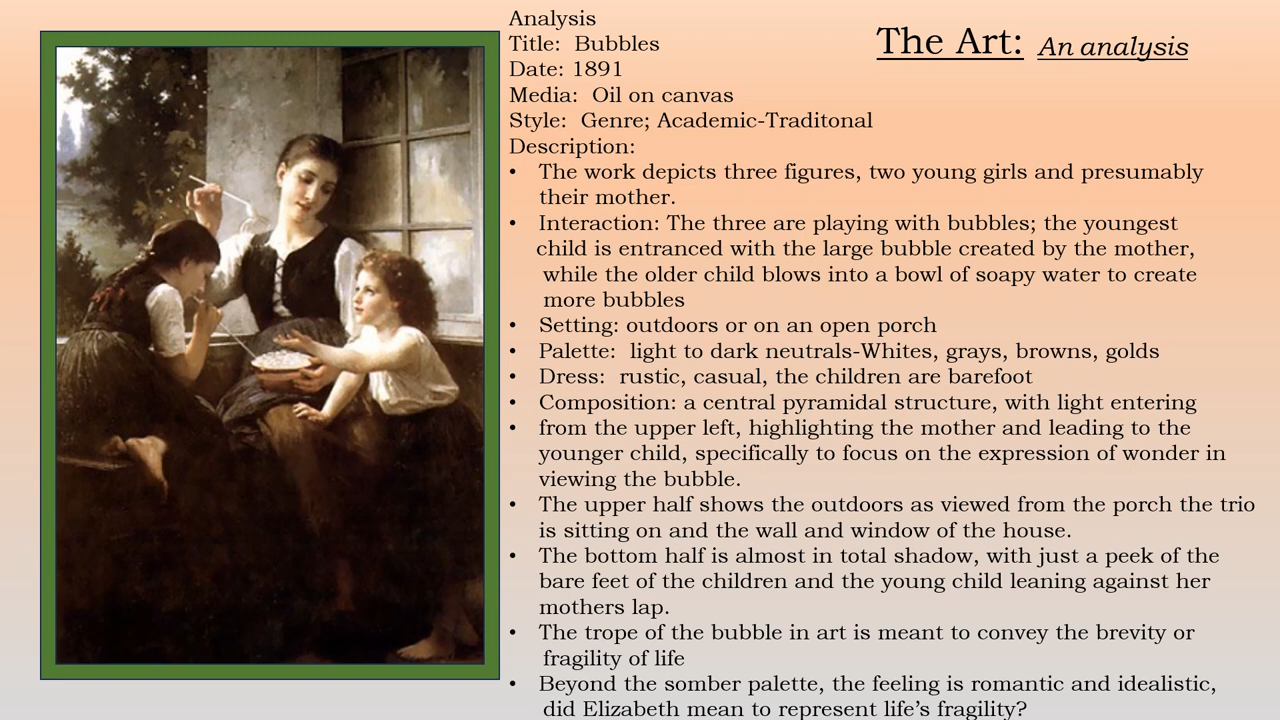 Analysis
The Art: An analysis
Title:  Bubbles
Date: 1891
Media:  Oil on canvas
Style:  Genre; Academic-Traditonal
Description:
• The work depicts three figures, two young girls and presumably
their mother.
• Interaction: The three are playing with bubbles; the youngest
child is entranced with the large bubble created by the mother,
while the older child blows into a bowl of soapy water to create
more bubbles
• Setting: outdoors or on an open porch
• Palette:  light to dark neutrals-Whites, grays, browns, golds
• Dress:  rustic, casual, the children are barefoot
• Composition: a central pyramidal structure, with light entering
• from the upper left, highlighting the mother and leading to the
younger child, specifically to focus on the expression of wonder in
viewing the bubble.
• The upper half shows the outdoors as viewed from the porch the trio
is sitting on and the wall and window of the house.
• The bottom half is almost in total shadow, with just a peek of the
bare feet of the children and the young child leaning against her
mothers lap.
• The trope of the bubble in art is meant to convey the brevity or
fragility of life
• Beyond the somber palette, the feeling is romantic and idealistic,
did Elizabeth mean to represent life’s fragility?